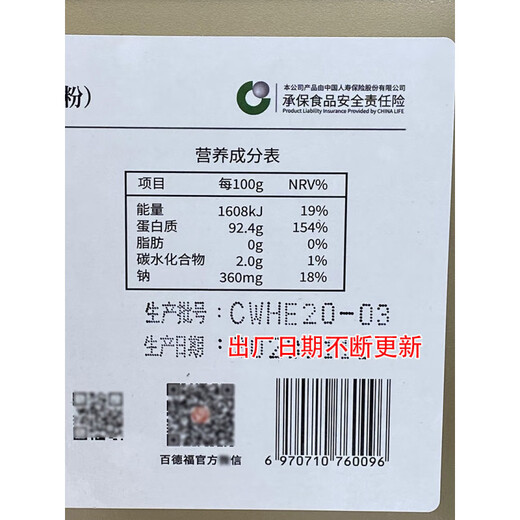 粉）
本公司产品由中国人寿保险股份有限公司
承保食品安全责任险
Product Liability Insurance Provided by CHINA LIFE
营养成分表
项目 每100g NRV%
能量 1608kJ 19%
蛋白质 92.4g 154%
脂肪 0g 0%
碳水化合物 2.0g 1%
钠 360mg 18%
生产批号：CWHE20-03
生产日期：
出厂日期不断更新
百德福官方 信
6 970710 760096